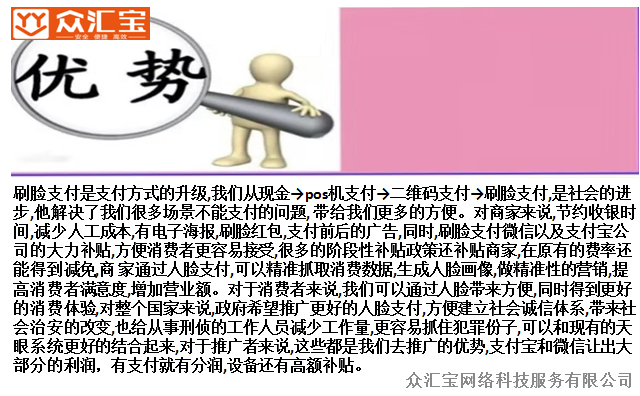 众汇宝
安全 便捷 高效
优势
刷脸支付是支付方式的升级,我们从现金→pos机支付→二维码支付→刷脸支付,是社会的进
步,他解决了我们很多场景不能支付的问题,带给我们更多的方便。对商家来说,节约收银时
间,减少人工成本,有电子海报,刷脸红包,支付前后的广告,同时,刷脸支付微信以及支付宝公
司的大力补贴,方便消费者更容易接受,很多的阶段性补贴政策还补贴商家,在原有的费率还
能得到减免,商家通过人脸支付,可以精准抓取消费数据,生成人脸画像,做精准性的营销,提
高消费者满意度,增加营业额。对于消费者来说,我们可以通过人脸带来方便,同时得到更好
的消费体验,对整个国家来说,政府希望推广更好的人脸支付,方便建立社会诚信体系,带来社
会治安的改变,也给从事刑侦的工作人员减少工作量,更容易抓住犯罪份子,可以和现有的天
眼系统更好的结合起来,对于推广者来说,这些都是我们去推广的优势,支付宝和微信让出大
部分的利润，有支付就有分润,设备还有高额补贴。
众汇宝网络科技服务有限公司